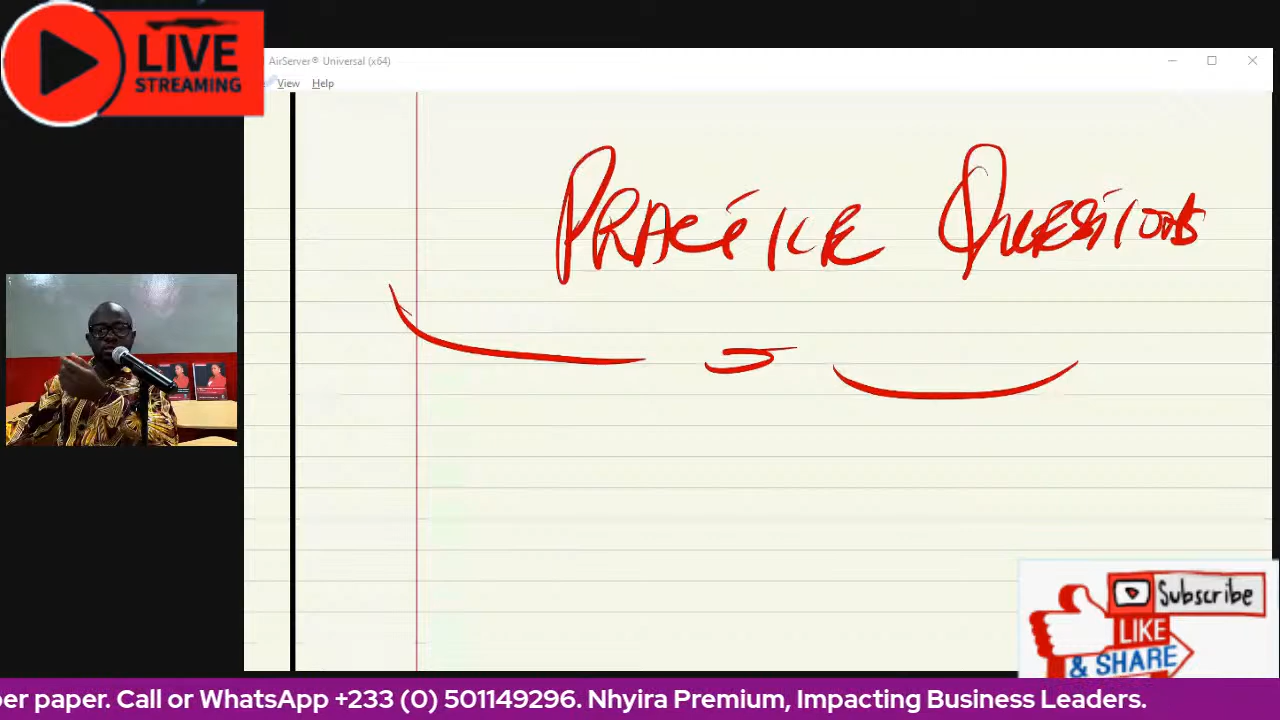 LIVE
STREAMING
AirServer® Universal (x64)
View Help
PRACTICE QUESTIONS
Subscribe
LIKE
& SHARE
er paper. Call or WhatsApp +233 (0) 501149296. Nhyira Premium, Impacting Business Leaders.